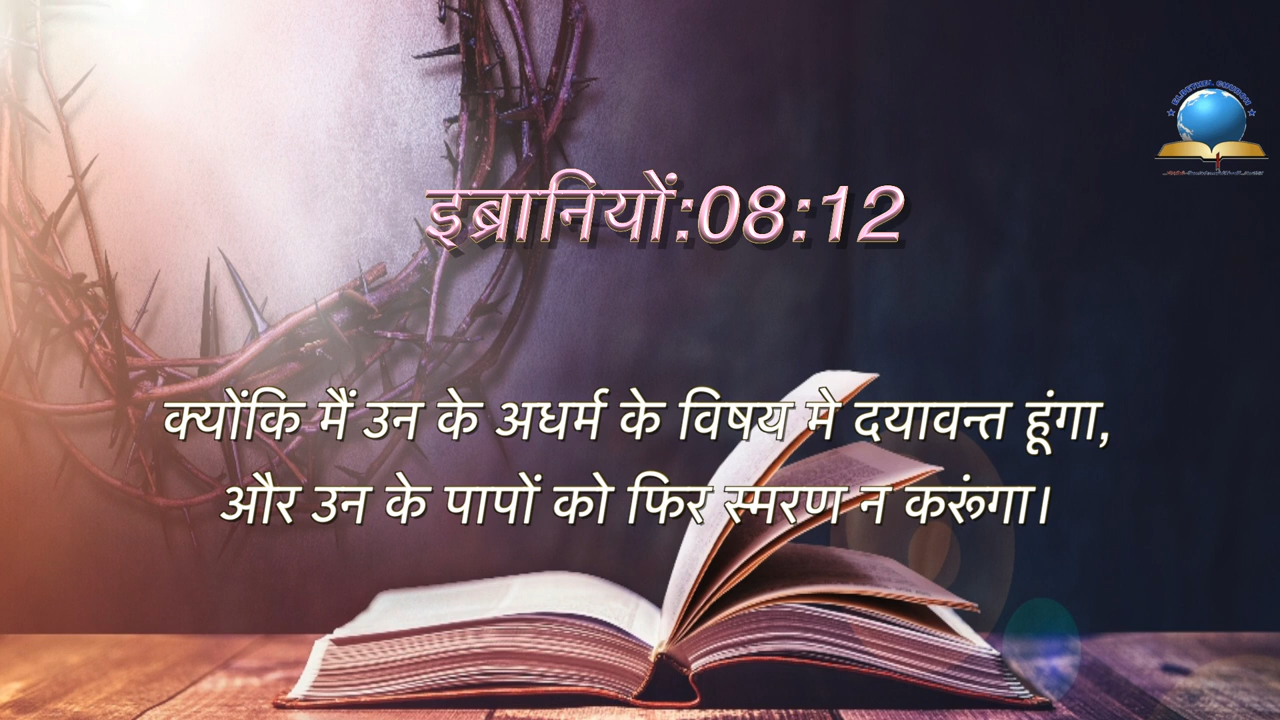 इब्रानियों:08:12
क्योंकि मैं उन के अधर्म के विषय मे दयावन्त हूंगा,
और उन के पापों को फिर स्मरण न करूंगा।